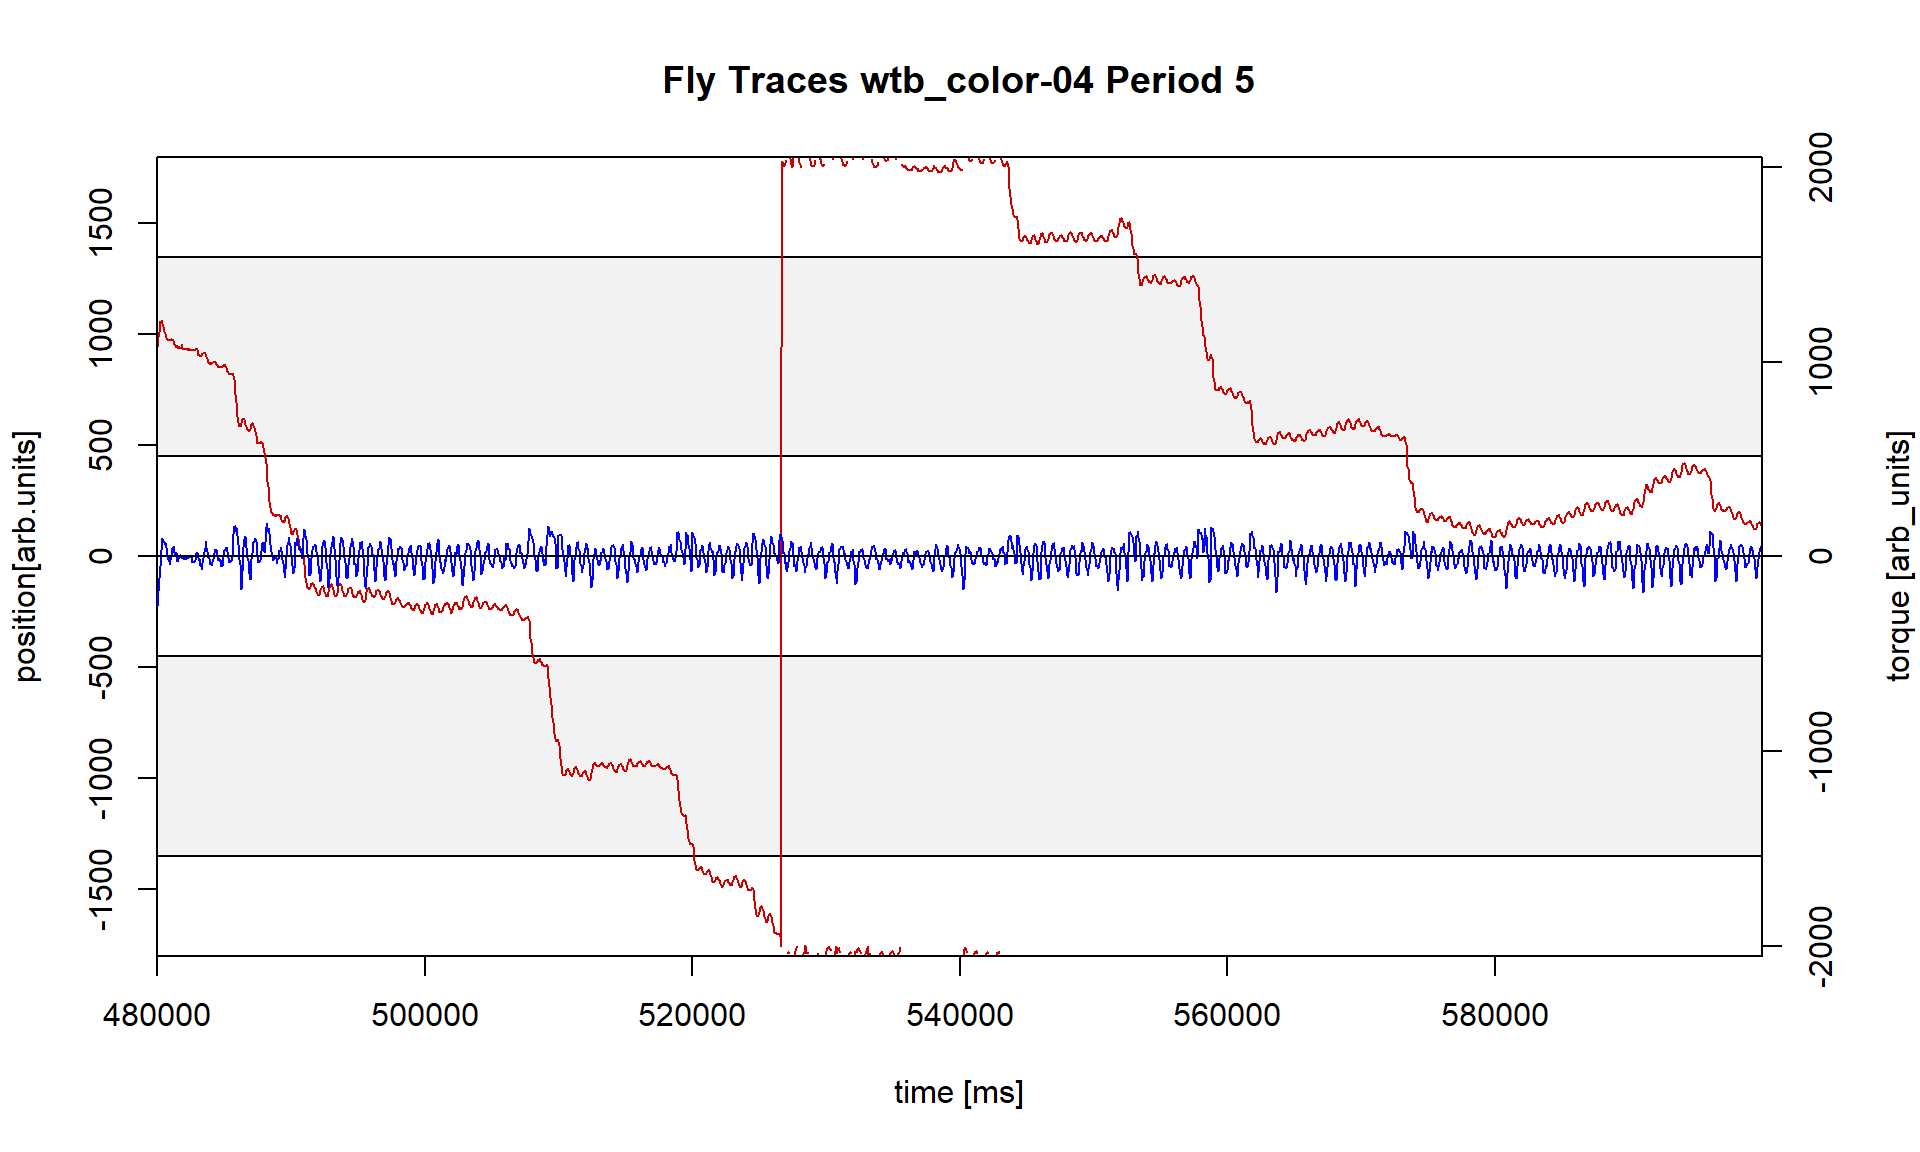 Fly Traces wtb_color-04 Period 5
position[arb.units]
1500
1000
500
0
-500
-1000
-1500
2000
1000
0
-1000
-2000
torque [arb_units]
480000 500000 520000 540000 560000 580000
time [ms]